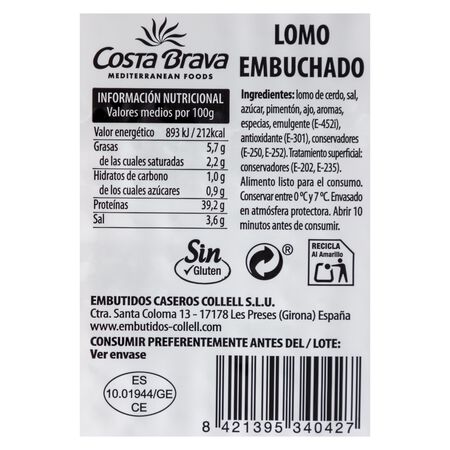 Costa Brava
MEDITERRANEAN FOODS
INFORMACIÓN NUTRICIONAL
Valores medios por 100g
Valor energético 893 kJ / 212kcal
Grasas 5,7 g
de las cuales saturadas 2,2 g
Hidratos de carbono 1,0 g
de los cuales azúcares 0,9 g
Proteínas 39,2 g
Sal 3,6 g
LOMO
EMBUCHADO
Ingredientes: lomo de cerdo, sal,
azúcar, pimentón, ajo, aromas,
especias, emulgente (E-452i),
antioxidante (E-301), conservadores
(E-250, E-252). Tratamiento superficial:
conservadores (E-202, E-235).
Alimento listo para el consumo.
Conservar entre 0 ºC y 7 ºC. Envasado
en atmósfera protectora. Abrir 10
minutos antes de consumir.
Sin
Gluten
®
RECICLA
Al Amarillo
EMBUTIDOS CASEROS COLLELL S.L.U.
Ctra. Santa Coloma 13 - 17178 Les Preses (Girona) España
www.embutidos-collell.com
CONSUMIR PREFERENTEMENTE ANTES DEL / LOTE:
Ver envase
ES
10.01944/GE
CE
8 421395 340427